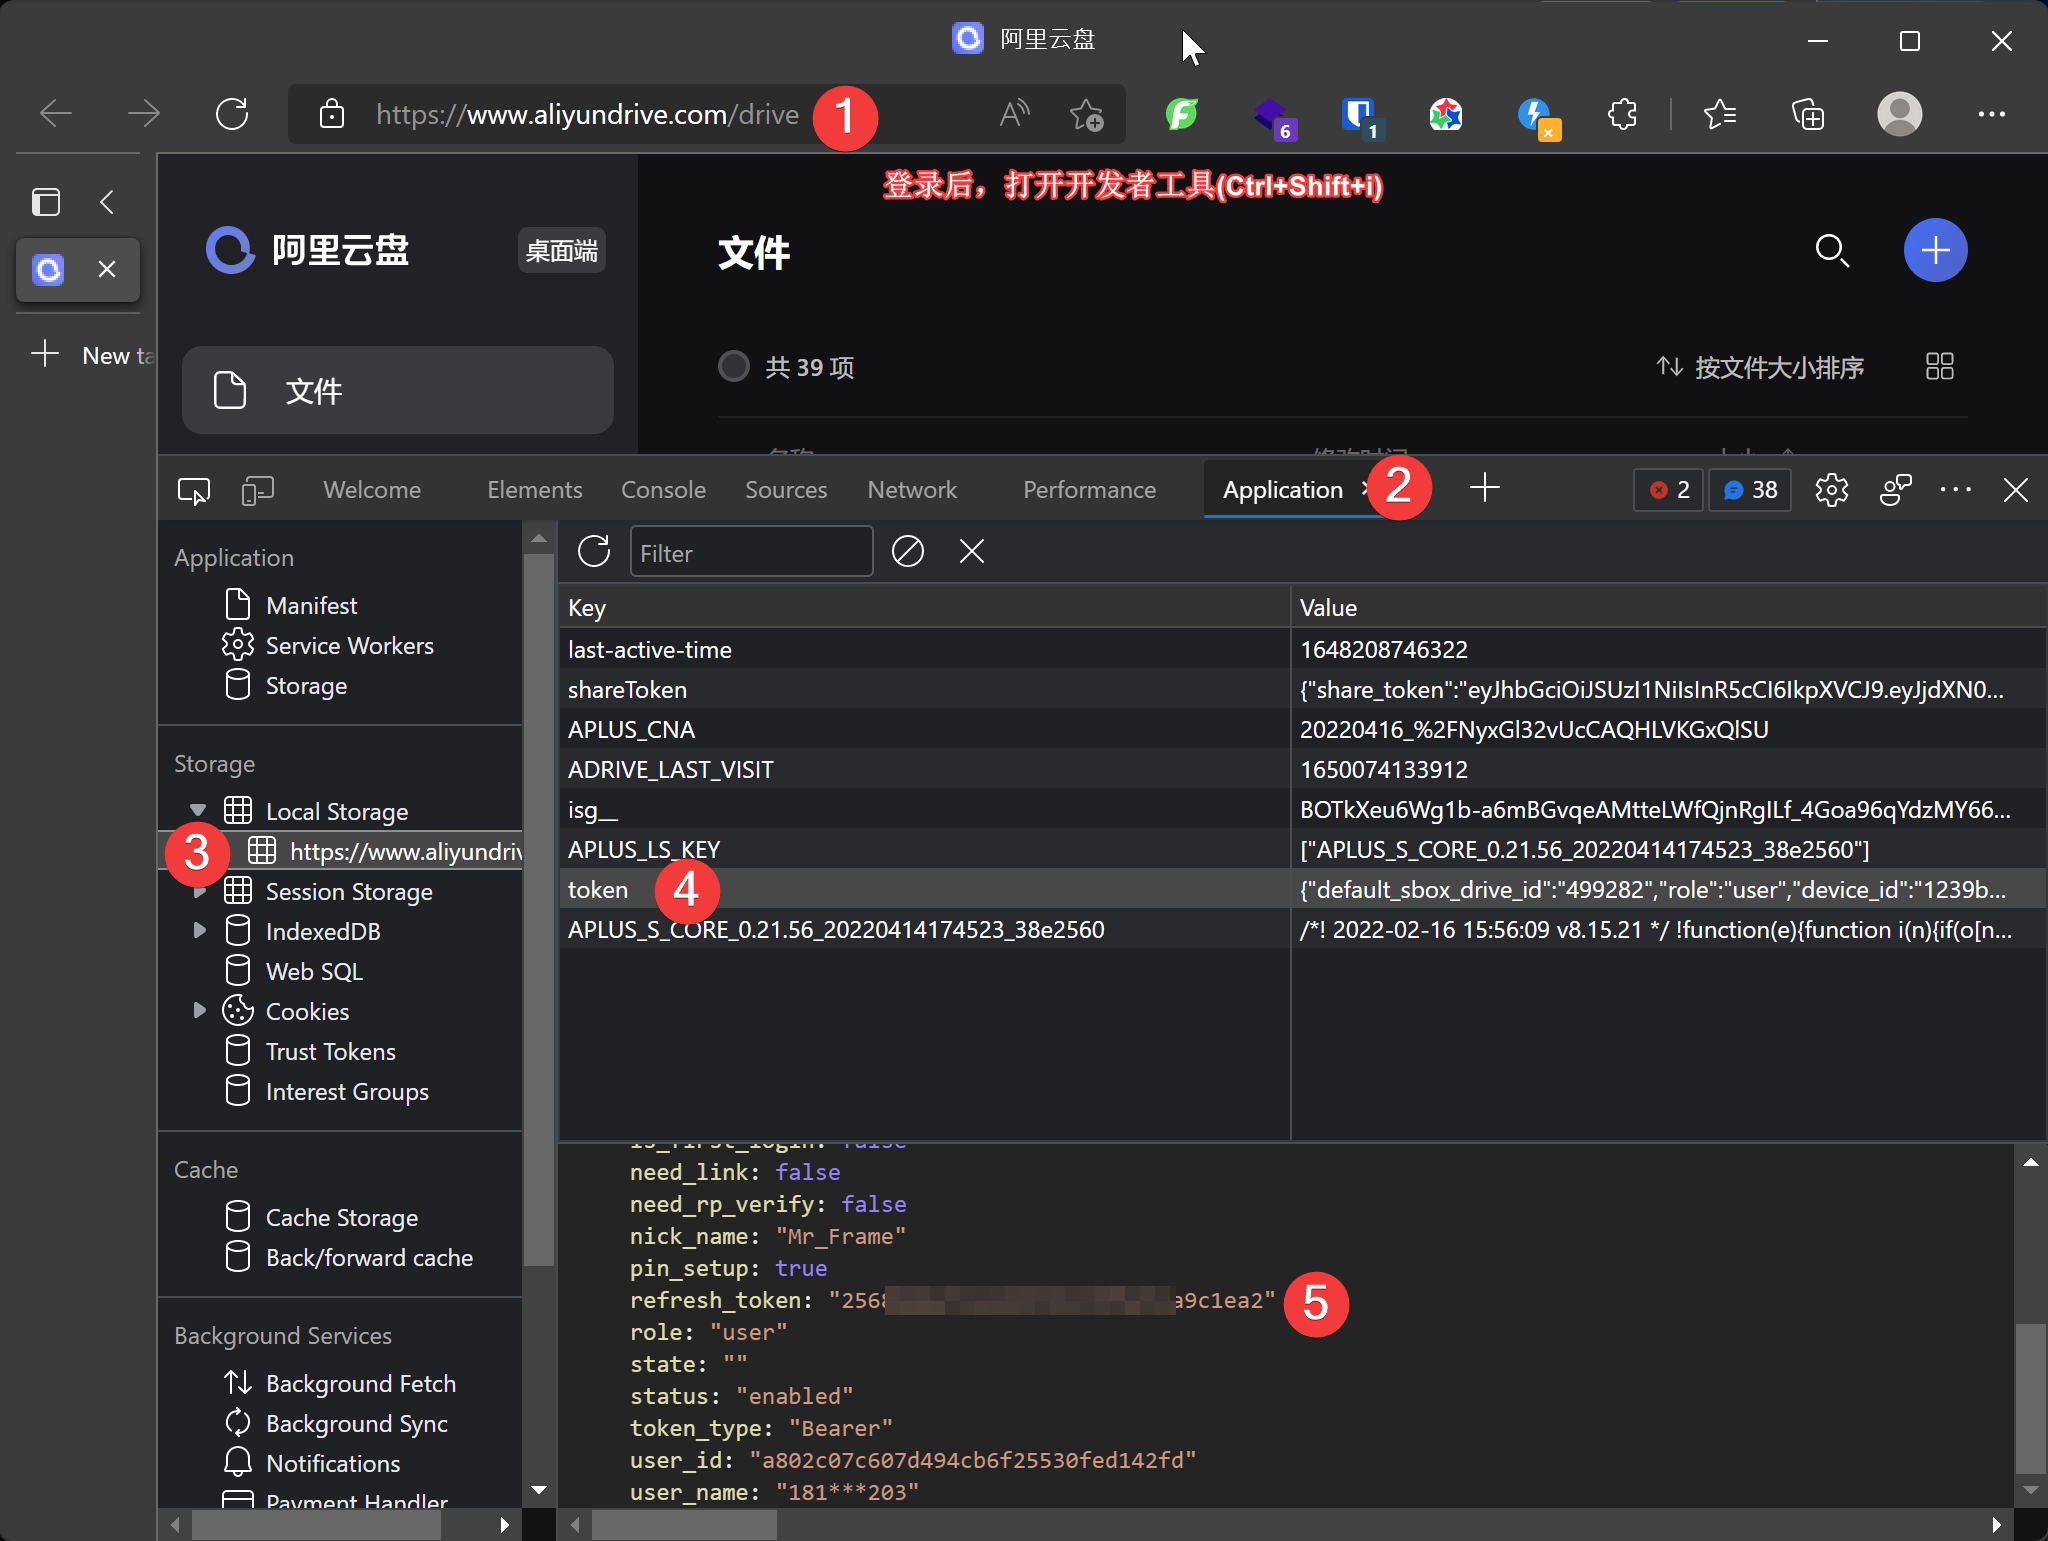 阿里云盘
https://www.aliyundrive.com/drive
1
6
1
登录后，打开开发者工具(Ctrl+Shift+i)
阿里云盘
桌面端
文件
New
文件
共 39 项
按文件大小排序
Welcome
Elements
Console
Sources
Network
Performance
Application
2
2
38
Application
Manifest
Service Workers
Storage
Storage
Local Storage
3
https://www.aliyundriv
Session Storage
IndexedDB
Web SQL
Cookies
Trust Tokens
Interest Groups
Cache
Cache Storage
Back/forward cache
Background Services
Background Fetch
Background Sync
Notifications
Payment Handler
Filter
Key Value
last-active-time 1648208746322
shareToken {"share_token":"eyJhbGciOiJSUzI1NiIsInR5cCI6IkpXVCJ9.eyJjdXN0...
APLUS_CNA 20220416_%2FNyxGl32vUcCAQHLVKGxQlSU
ADRIVE_LAST_VISIT 1650074133912
isg__ BOTkXeu6Wg1b-a6mBGvqeAMtteLWfQjnRgILf_4Goa96qYdzMY66...
APLUS_LS_KEY ["APLUS_S_CORE_0.21.56_20220414174523_38e2560"]
token 4 {"default_sbox_drive_id":"499282","role":"user","device_id":"1239b...
APLUS_S_CORE_0.21.56_20220414174523_38e2560 /*! 2022-02-16 15:56:09 v8.15.21 */ !function(e){function i(n){if(o[n...
is_first_login: false
need_link: false
need_rp_verify: false
nick_name: "Mr_Frame"
pin_setup: true
refresh_token: "256 a9c1ea2" 5
role: "user"
state: ""
status: "enabled"
token_type: "Bearer"
user_id: "a802c07c607d494cb6f25530fed142fd"
user_name: "181***203"